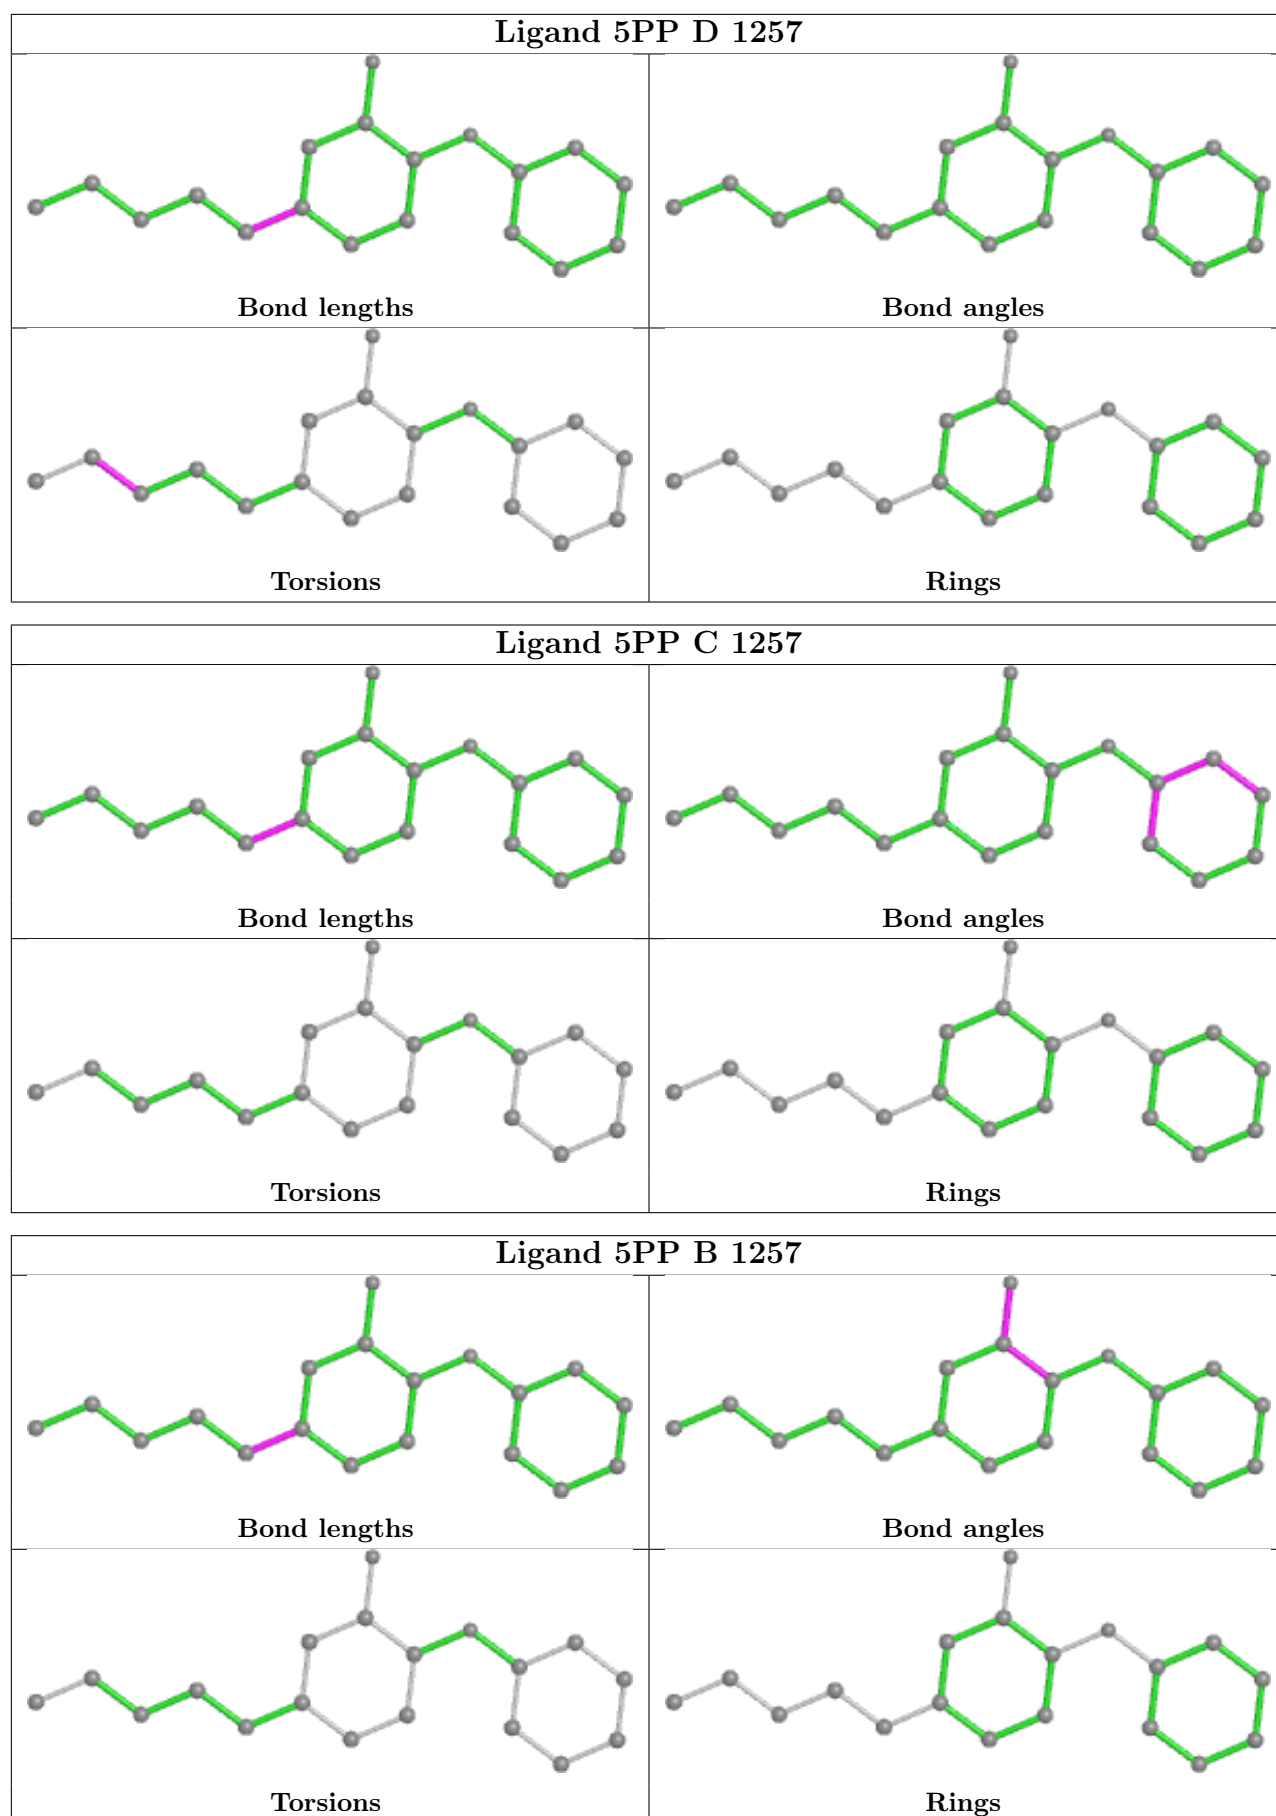 Ligand 5PP D 1257
Bond lengths
Bond angles
Torsions
Rings
Ligand 5PP C 1257
Bond lengths
Bond angles
Torsions
Rings
Ligand 5PP B 1257
Bond lengths
Bond angles
Torsions
Rings